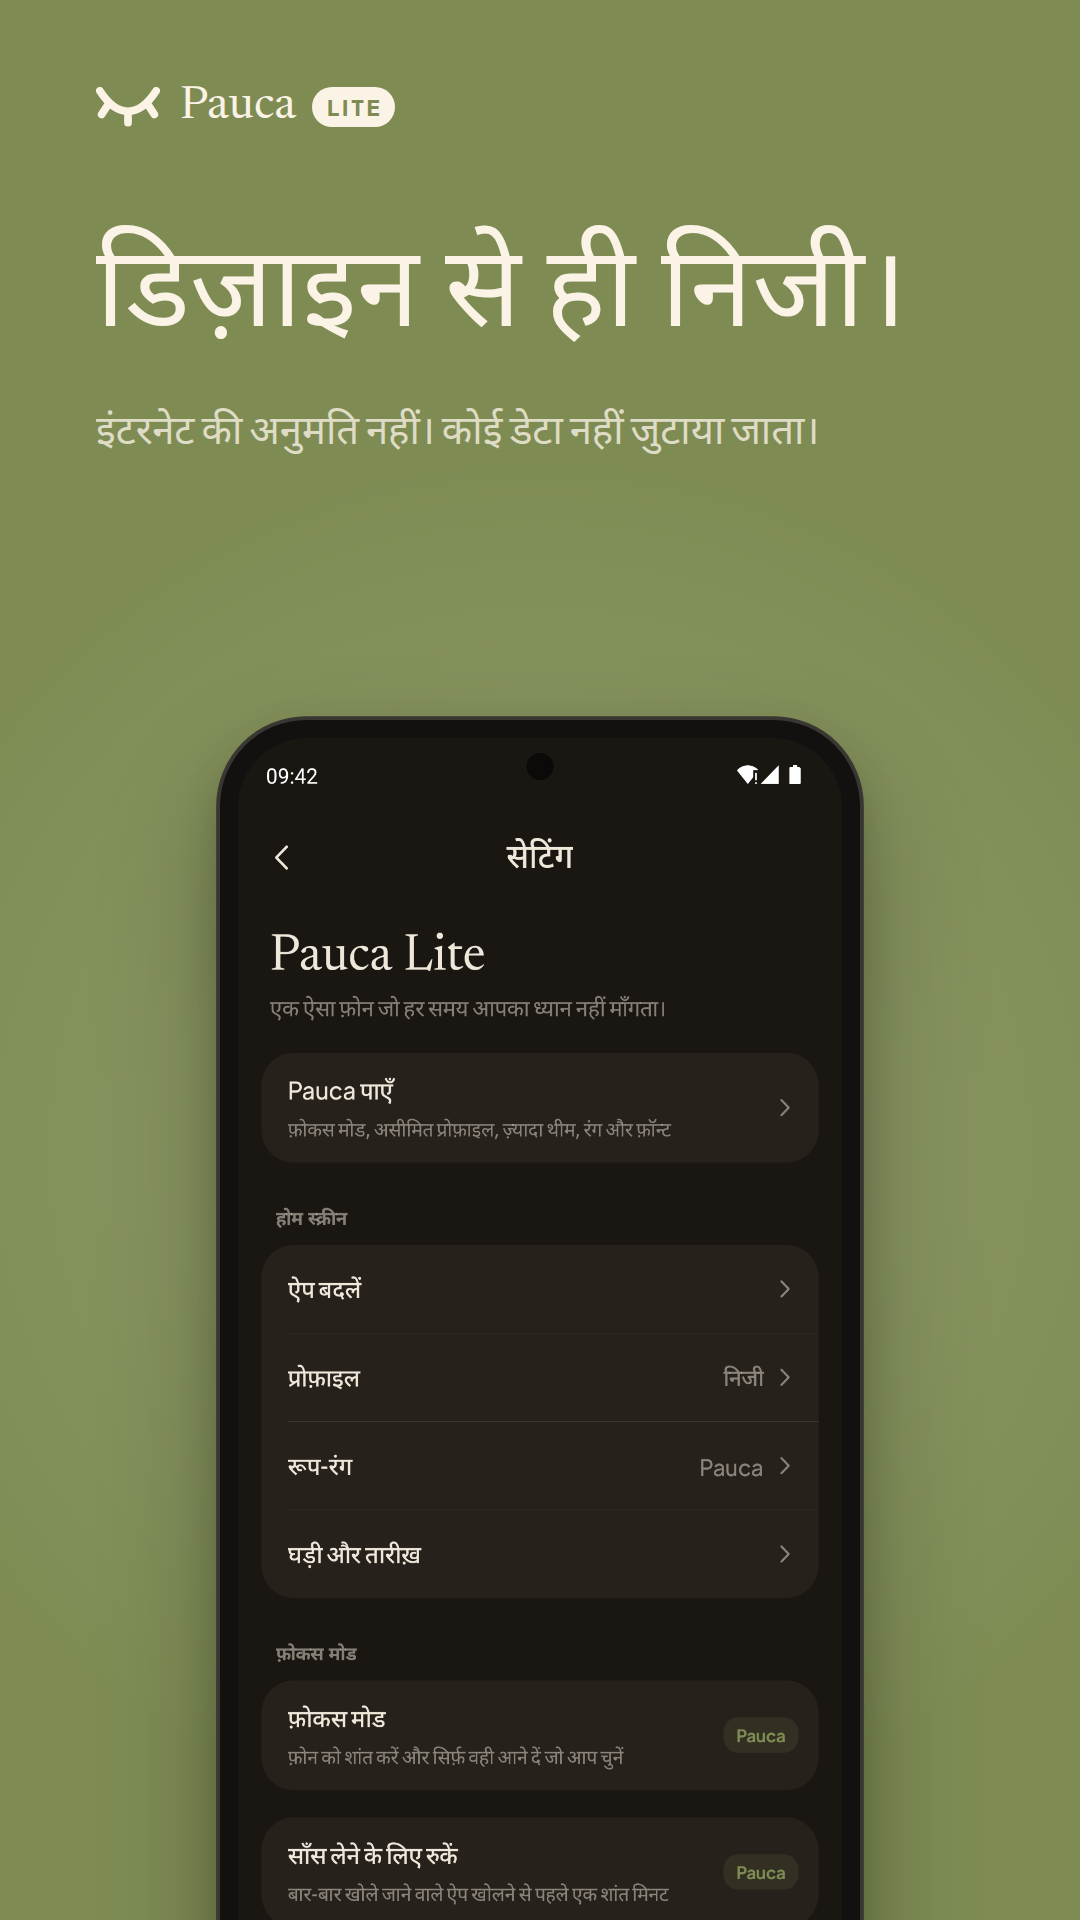 Pauca LITE
डिज़ाइन से ही निजी।
इंटरनेट की अनुमति नहीं। कोई डेटा नहीं जुटाया जाता।
09:42
सेटिंग
Pauca Lite
एक ऐसा फ़ोन जो हर समय आपका ध्यान नहीं माँगता।
Pauca पाएँ
फ़ोकस मोड, असीमित प्रोफ़ाइल, ज़्यादा थीम, रंग और फ़ॉन्ट
होम स्क्रीन
ऐप बदलें
प्रोफ़ाइल निजी
रूप-रंग Pauca
घड़ी और तारीख़
फ़ोकस मोड
फ़ोकस मोड
फ़ोन को शांत करें और सिर्फ़ वही आने दें जो आप चुनें
Pauca
साँस लेने के लिए रुकें
बार-बार खोले जाने वाले ऐप खोलने से पहले एक शांत मिनट
Pauca